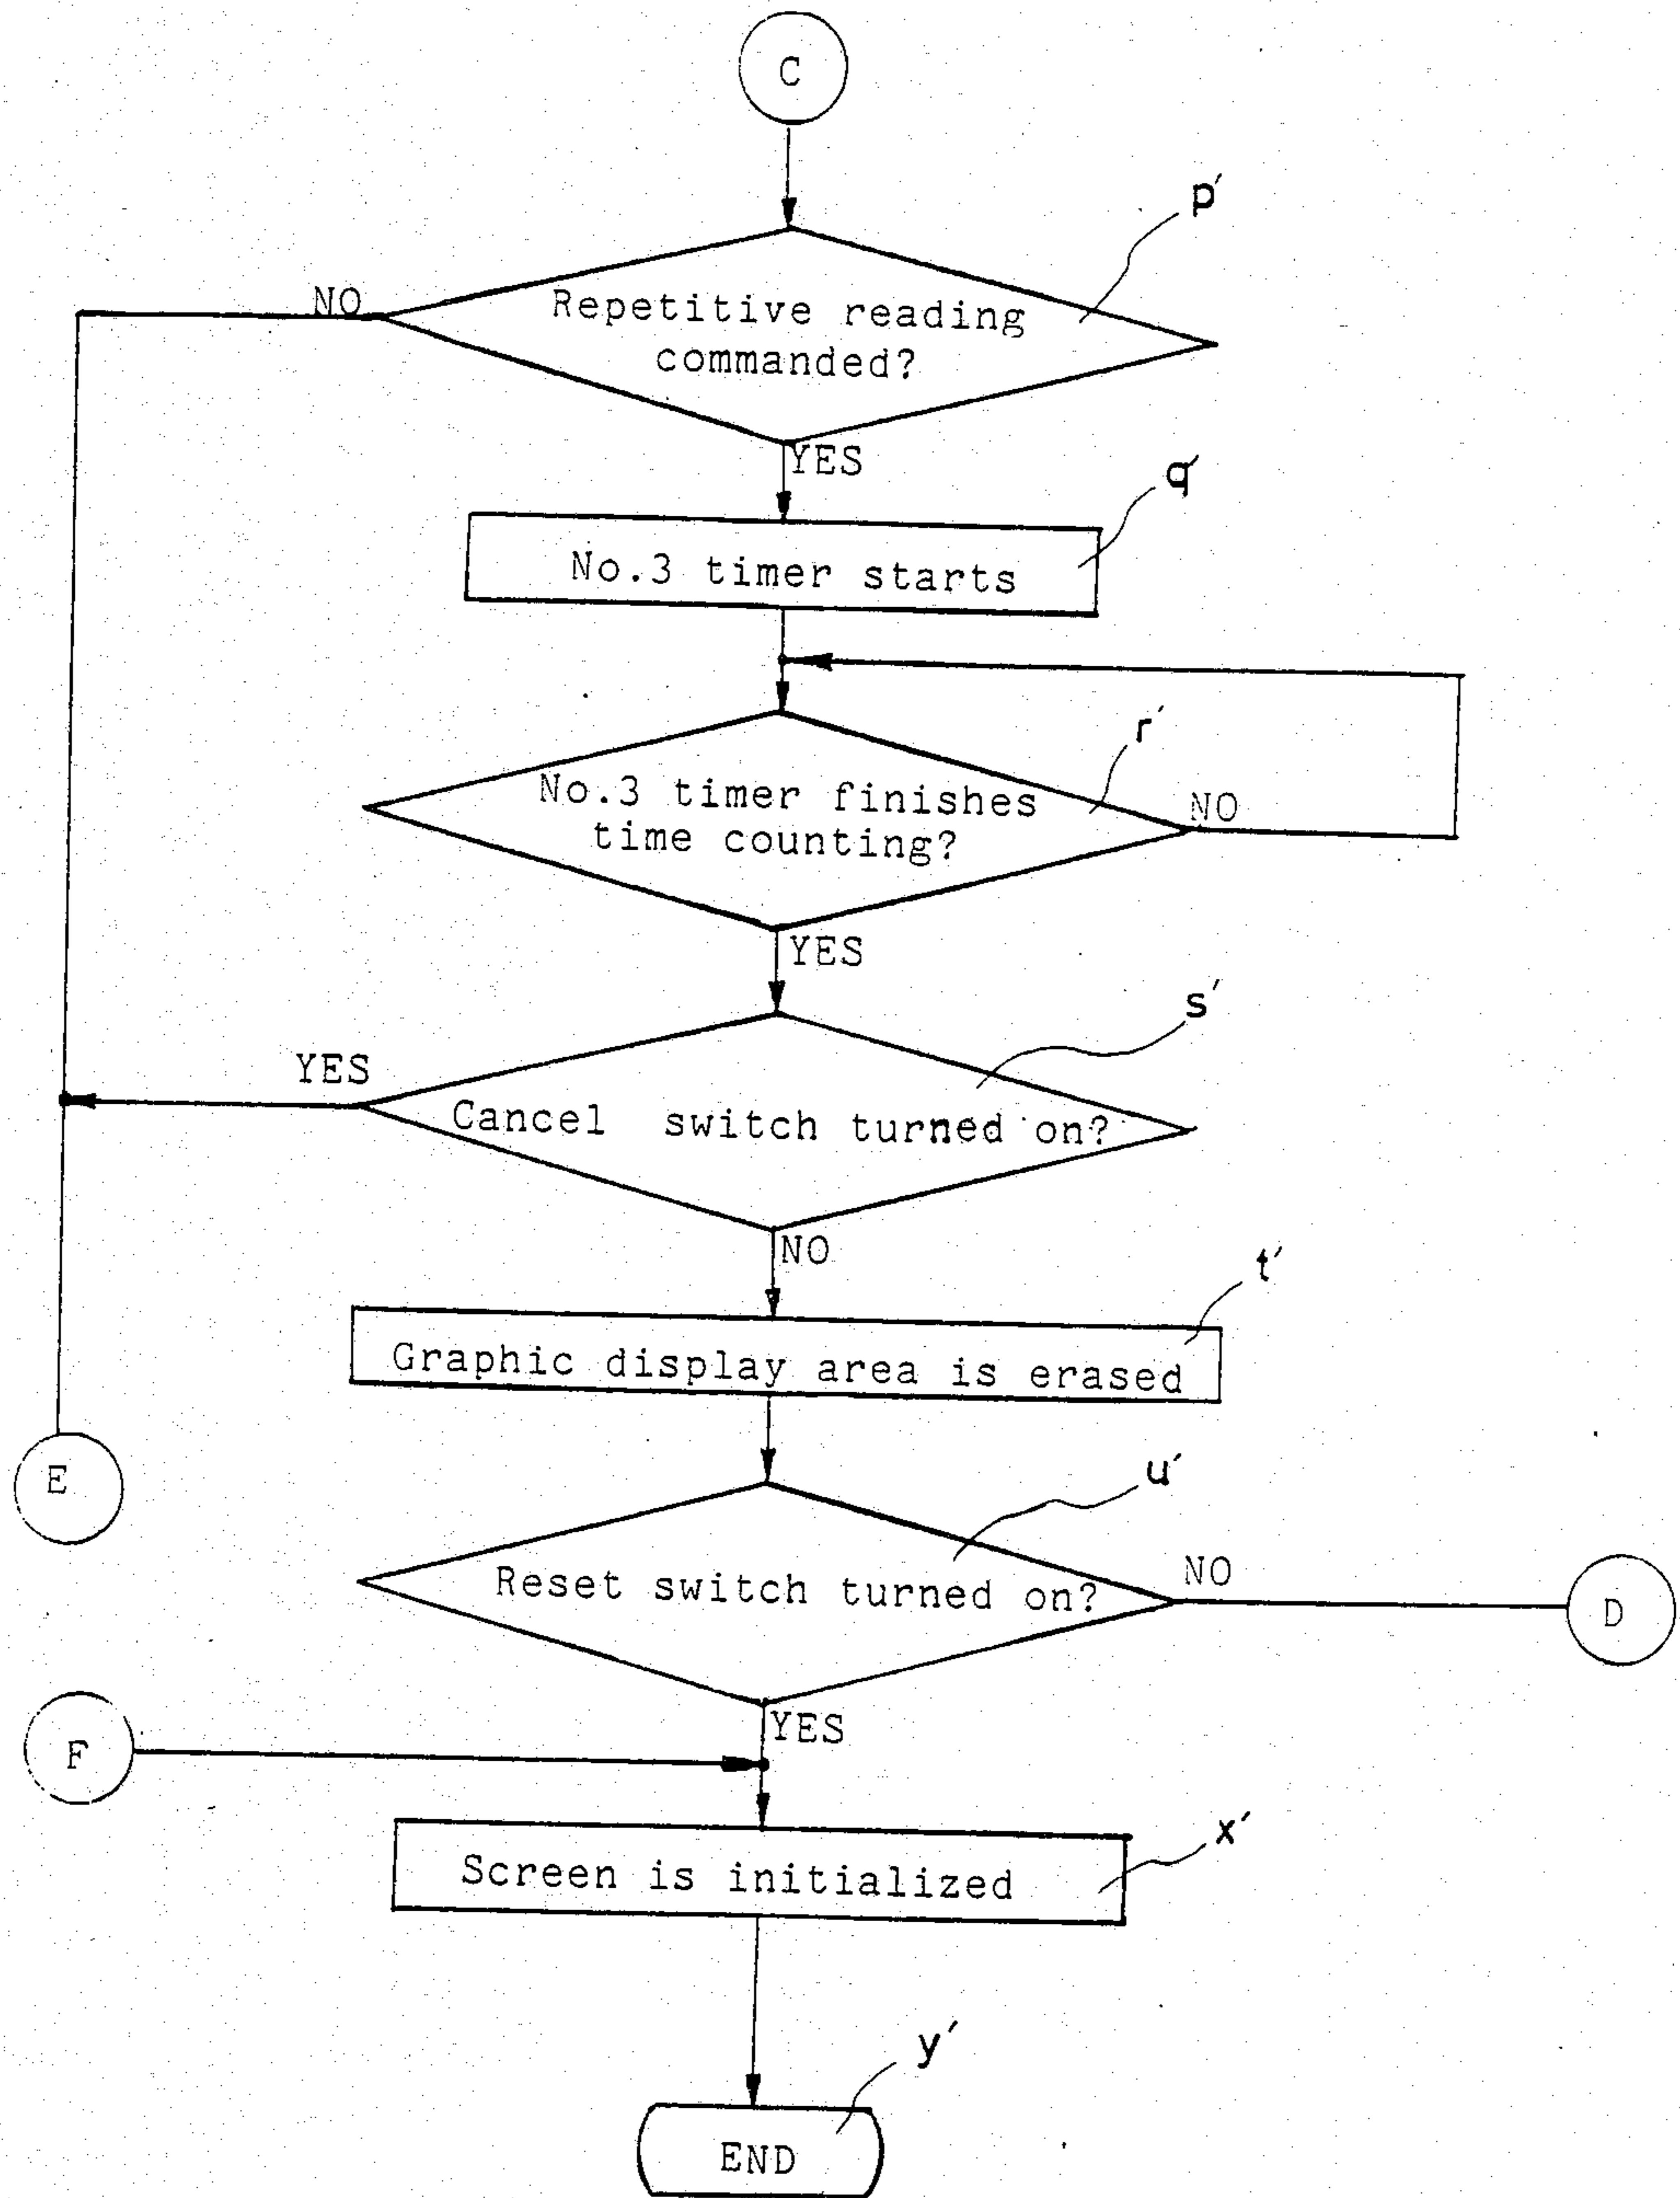 C
p′
NO
Repetitive reading
commanded?
YES
q′
No.3 timer starts
r′
No.3 timer finishes
time counting?
NO
YES
s′
YES
Cancel switch turned on?
NO
t′
Graphic display area is erased
E
u′
Reset switch turned on?
NO
D
YES
F
x′
Screen is initialized
y′
END